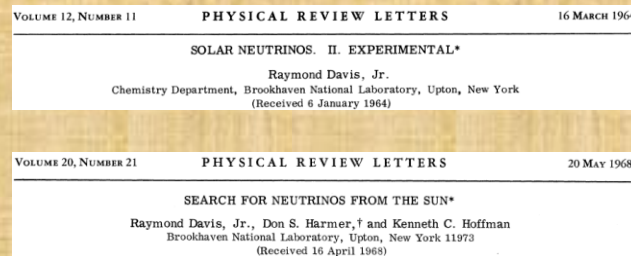 VOLUME 12, NUMBER 11 PHYSICAL REVIEW LETTERS 16 MARCH 196
SOLAR NEUTRINOS. II. EXPERIMENTAL*
Raymond Davis, Jr.
Chemistry Department, Brookhaven National Laboratory, Upton, New York
(Received 6 January 1964)
VOLUME 20, NUMBER 21 PHYSICAL REVIEW LETTERS 20 MAY 1968
SEARCH FOR NEUTRINOS FROM THE SUN*
Raymond Davis, Jr., Don S. Harmer,† and Kenneth C. Hoffman
Brookhaven National Laboratory, Upton, New York 11973
(Received 16 April 1968)